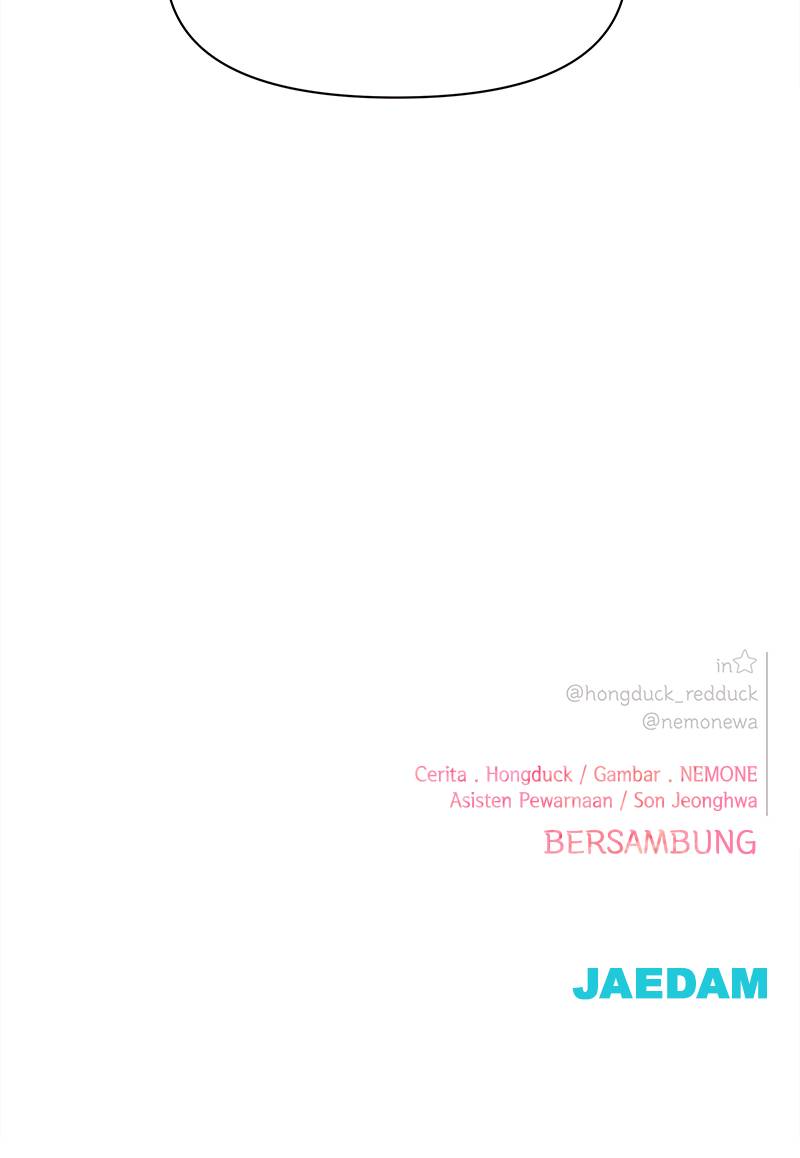 in☆
@hongduck_redduck
@nemonewa
Cerita . Hongduck / Gambar . NEMONE
Asisten Pewarnaan / Son Jeonghwa
BERSAMBUNG
JAEDAM